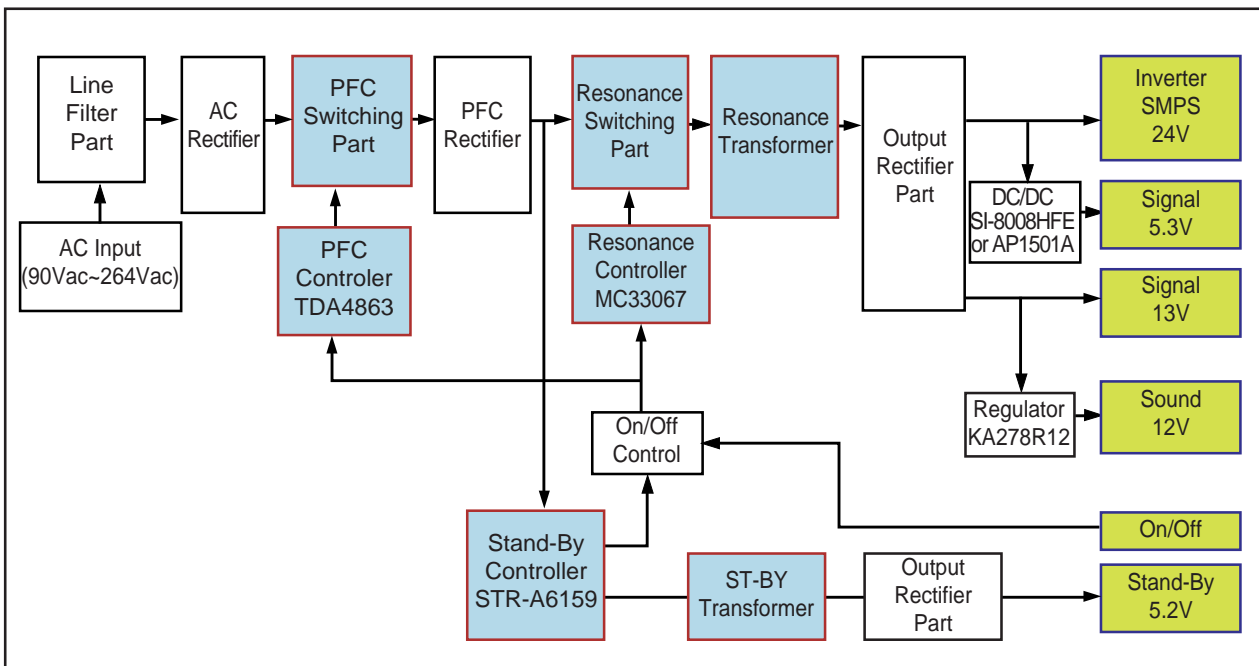 Line
Filter
Part
AC
Rectifier
PFC
Switching
Part
PFC
Rectifier
Resonance
Switching
Part
Resonance
Transformer
Output
Rectifier
Part
Inverter
SMPS
24V
DC/DC
SI-8008HFE
or AP1501A
Signal
5.3V
AC Input
(90Vac~264Vac)
PFC
Controler
TDA4863
Resonance
Controller
MC33067
Signal
13V
Regulator
KA278R12
Sound
12V
On/Off
Control
On/Off
Stand-By
Controller
STR-A6159
ST-BY
Transformer
Output
Rectifier
Part
Stand-By
5.2V